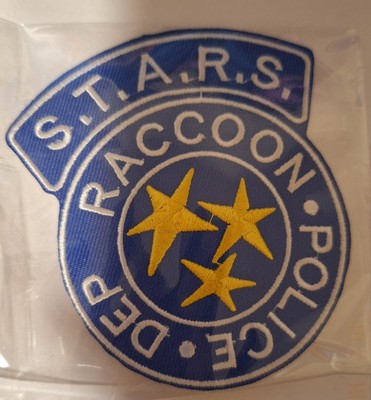 S.T.A.R.S.
RACCOON • POLICE • DEP